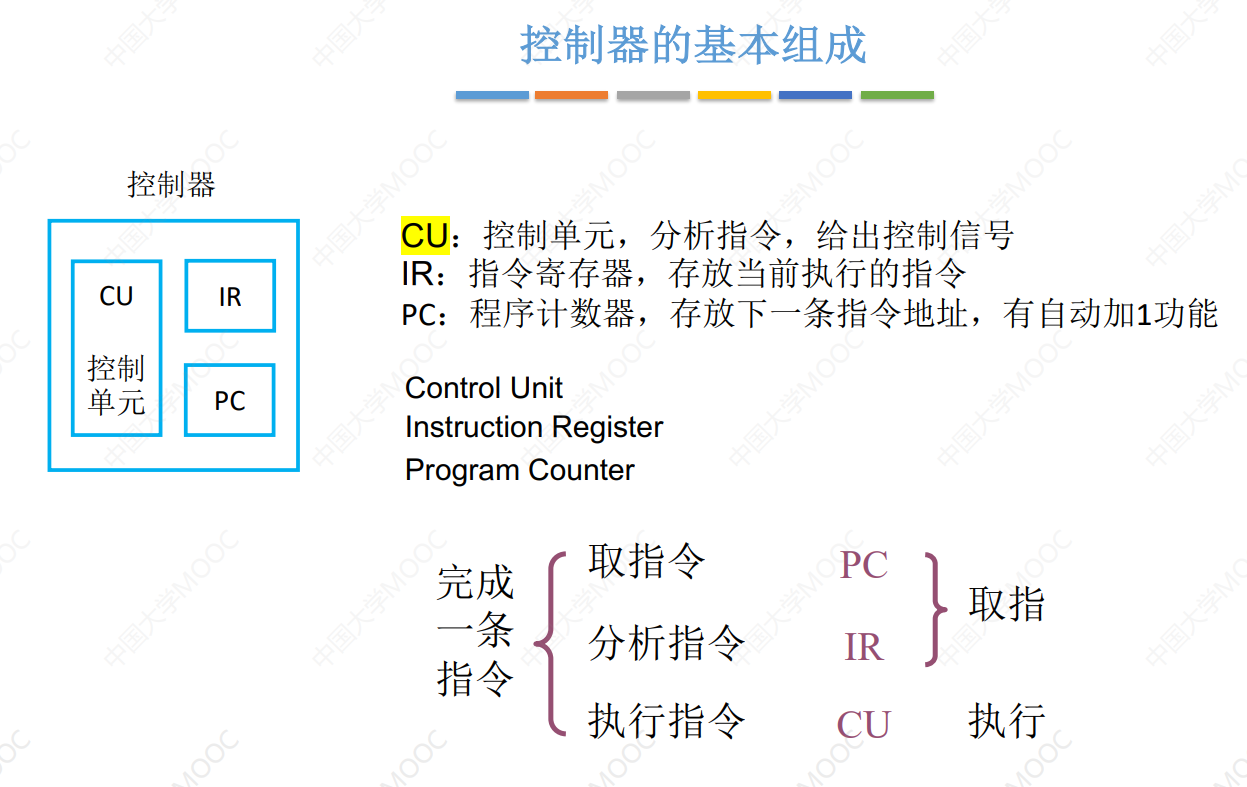 控制器的基本组成
控制器
CU
IR
控制
单元
PC
CU：控制单元，分析指令，给出控制信号
IR：指令寄存器，存放当前执行的指令
PC：程序计数器，存放下一条指令地址，有自动加1功能
Control Unit
Instruction Register
Program Counter
完成
一条
指令
取指令 PC
分析指令 IR
取指
执行指令 CU 执行
中国大学MOOC